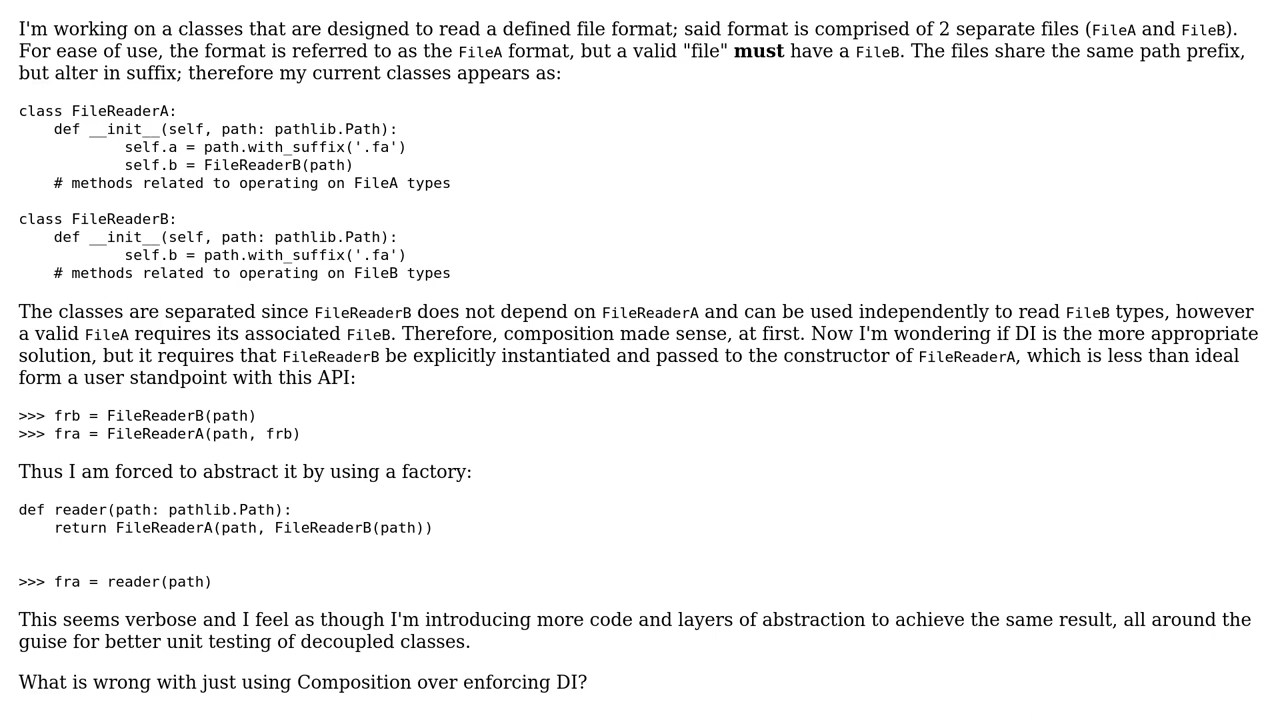 I'm working on a classes that are designed to read a defined file format; said format is comprised of 2 separate files (FileA and FileB).
For ease of use, the format is referred to as the FileA format, but a valid "file" must have a FileB. The files share the same path prefix,
but alter in suffix; therefore my current classes appears as:
class FileReaderA:
    def __init__(self, path: pathlib.Path):
            self.a = path.with_suffix('.fa')
            self.b = FileReaderB(path)
    # methods related to operating on FileA types
class FileReaderB:
    def __init__(self, path: pathlib.Path):
            self.b = path.with_suffix('.fa')
    # methods related to operating on FileB types
The classes are separated since FileReaderB does not depend on FileReaderA and can be used independently to read FileB types, however
a valid FileA requires its associated FileB. Therefore, composition made sense, at first. Now I'm wondering if DI is the more appropriate
solution, but it requires that FileReaderB be explicitly instantiated and passed to the constructor of FileReaderA, which is less than ideal
form a user standpoint with this API:
>>> frb = FileReaderB(path)
>>> fra = FileReaderA(path, frb)
Thus I am forced to abstract it by using a factory:
def reader(path: pathlib.Path):
    return FileReaderA(path, FileReaderB(path))
>>> fra = reader(path)
This seems verbose and I feel as though I'm introducing more code and layers of abstraction to achieve the same result, all around the
guise for better unit testing of decoupled classes.
What is wrong with just using Composition over enforcing DI?